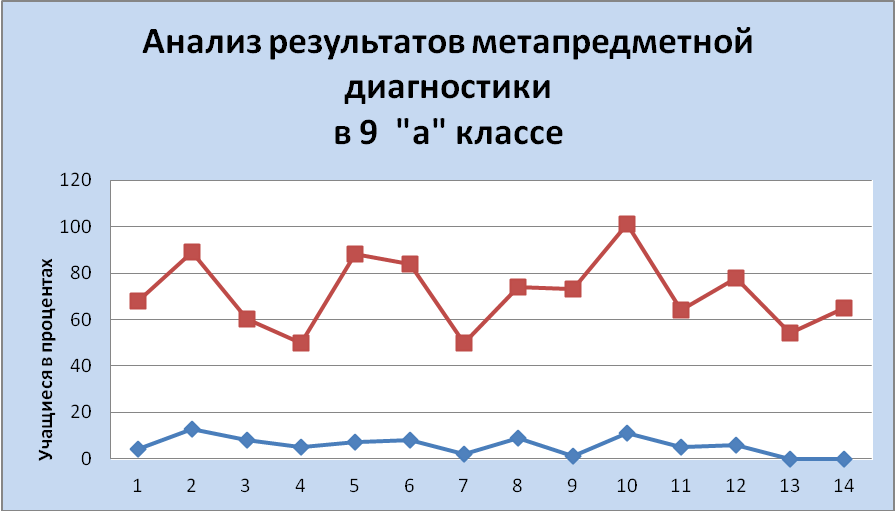 Анализ результатов метапредметной
диагностики
в 9  "а" классе
Учащиеся в процентах
120
100
80
60
40
20
0
1 2 3 4 5 6 7 8 9 10 11 12 13 14